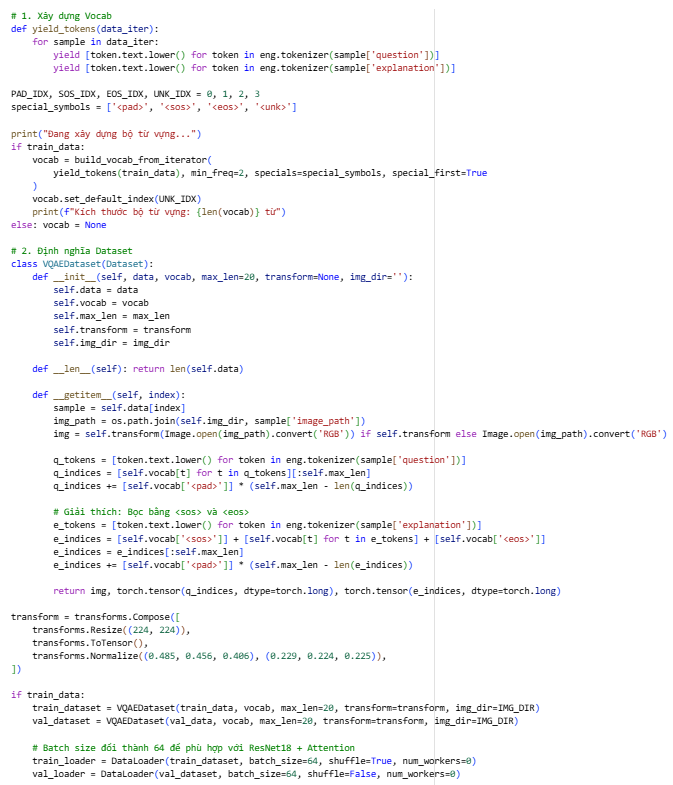 # 1. Xây dựng Vocab
def yield_tokens(data_iter):
    for sample in data_iter:
        yield [token.text.lower() for token in eng.tokenizer(sample['question'])]
        yield [token.text.lower() for token in eng.tokenizer(sample['explanation'])]

PAD_IDX, SOS_IDX, EOS_IDX, UNK_IDX = 0, 1, 2, 3
special_symbols = ['<pad>', '<sos>', '<eos>', '<unk>']

print("Đang xây dựng bộ từ vựng...")
if train_data:
    vocab = build_vocab_from_iterator(
        yield_tokens(train_data), min_freq=2, specials=special_symbols, special_first=True
    )
    vocab.set_default_index(UNK_IDX)
    print(f"Kích thước bộ từ vựng: {len(vocab)} từ")
else: vocab = None

# 2. Định nghĩa Dataset
class VQAEDataset(Dataset):
    def __init__(self, data, vocab, max_len=20, transform=None, img_dir=''):
        self.data = data
        self.vocab = vocab
        self.max_len = max_len
        self.transform = transform
        self.img_dir = img_dir

    def __len__(self): return len(self.data)

    def __getitem__(self, index):
        sample = self.data[index]
        img_path = os.path.join(self.img_dir, sample['image_path'])
        img = self.transform(Image.open(img_path).convert('RGB')) if self.transform else Image.open(img_path).convert('RGB')

        q_tokens = [token.text.lower() for token in eng.tokenizer(sample['question'])]
        q_indices = [self.vocab[t] for t in q_tokens][:self.max_len]
        q_indices += [self.vocab['<pad>']] * (self.max_len - len(q_indices))

        # Giải thích: Bọc bằng <sos> và <eos>
        e_tokens = [token.text.lower() for token in eng.tokenizer(sample['explanation'])]
        e_indices = [self.vocab['<sos>']] + [self.vocab[t] for t in e_tokens] + [self.vocab['<eos>']]
        e_indices = e_indices[:self.max_len]
        e_indices += [self.vocab['<pad>']] * (self.max_len - len(e_indices))

        return img, torch.tensor(q_indices, dtype=torch.long), torch.tensor(e_indices, dtype=torch.long)

transform = transforms.Compose([
    transforms.Resize((224, 224)),
    transforms.ToTensor(),
    transforms.Normalize((0.485, 0.456, 0.406), (0.229, 0.224, 0.225)),
])

if train_data:
    train_dataset = VQAEDataset(train_data, vocab, max_len=20, transform=transform, img_dir=IMG_DIR)
    val_dataset = VQAEDataset(val_data, vocab, max_len=20, transform=transform, img_dir=IMG_DIR)

    # Batch size đổi thành 64 để phù hợp với ResNet18 + Attention
    train_loader = DataLoader(train_dataset, batch_size=64, shuffle=True, num_workers=0)
    val_loader = DataLoader(val_dataset, batch_size=64, shuffle=False, num_workers=0)